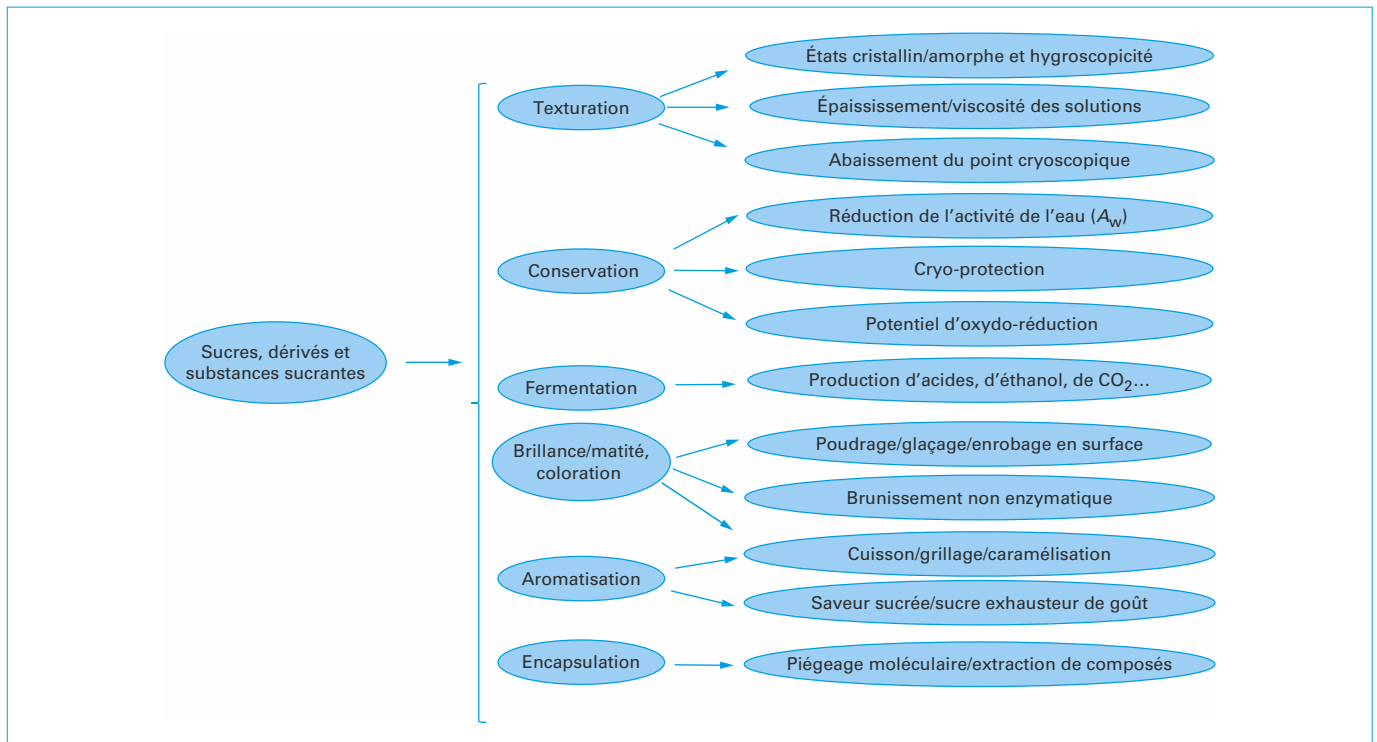 Sucres, dérivés et
substances sucrantes
Texturation
États cristallin/amorphe et hygroscopicité
Épaississement/viscosité des solutions
Abaissement du point cryoscopique
Conservation
Réduction de l'activité de l'eau (Aw)
Cryo-protection
Potentiel d'oxydo-réduction
Fermentation
Production d'acides, d'éthanol, de CO2...
Brillance/matité,
coloration
Poudrage/glaçage/enrobage en surface
Brunissement non enzymatique
Cuisson/grillage/caramélisation
Aromatisation
Saveur sucrée/sucre exhausteur de goût
Encapsulation
Piégeage moléculaire/extraction de composés